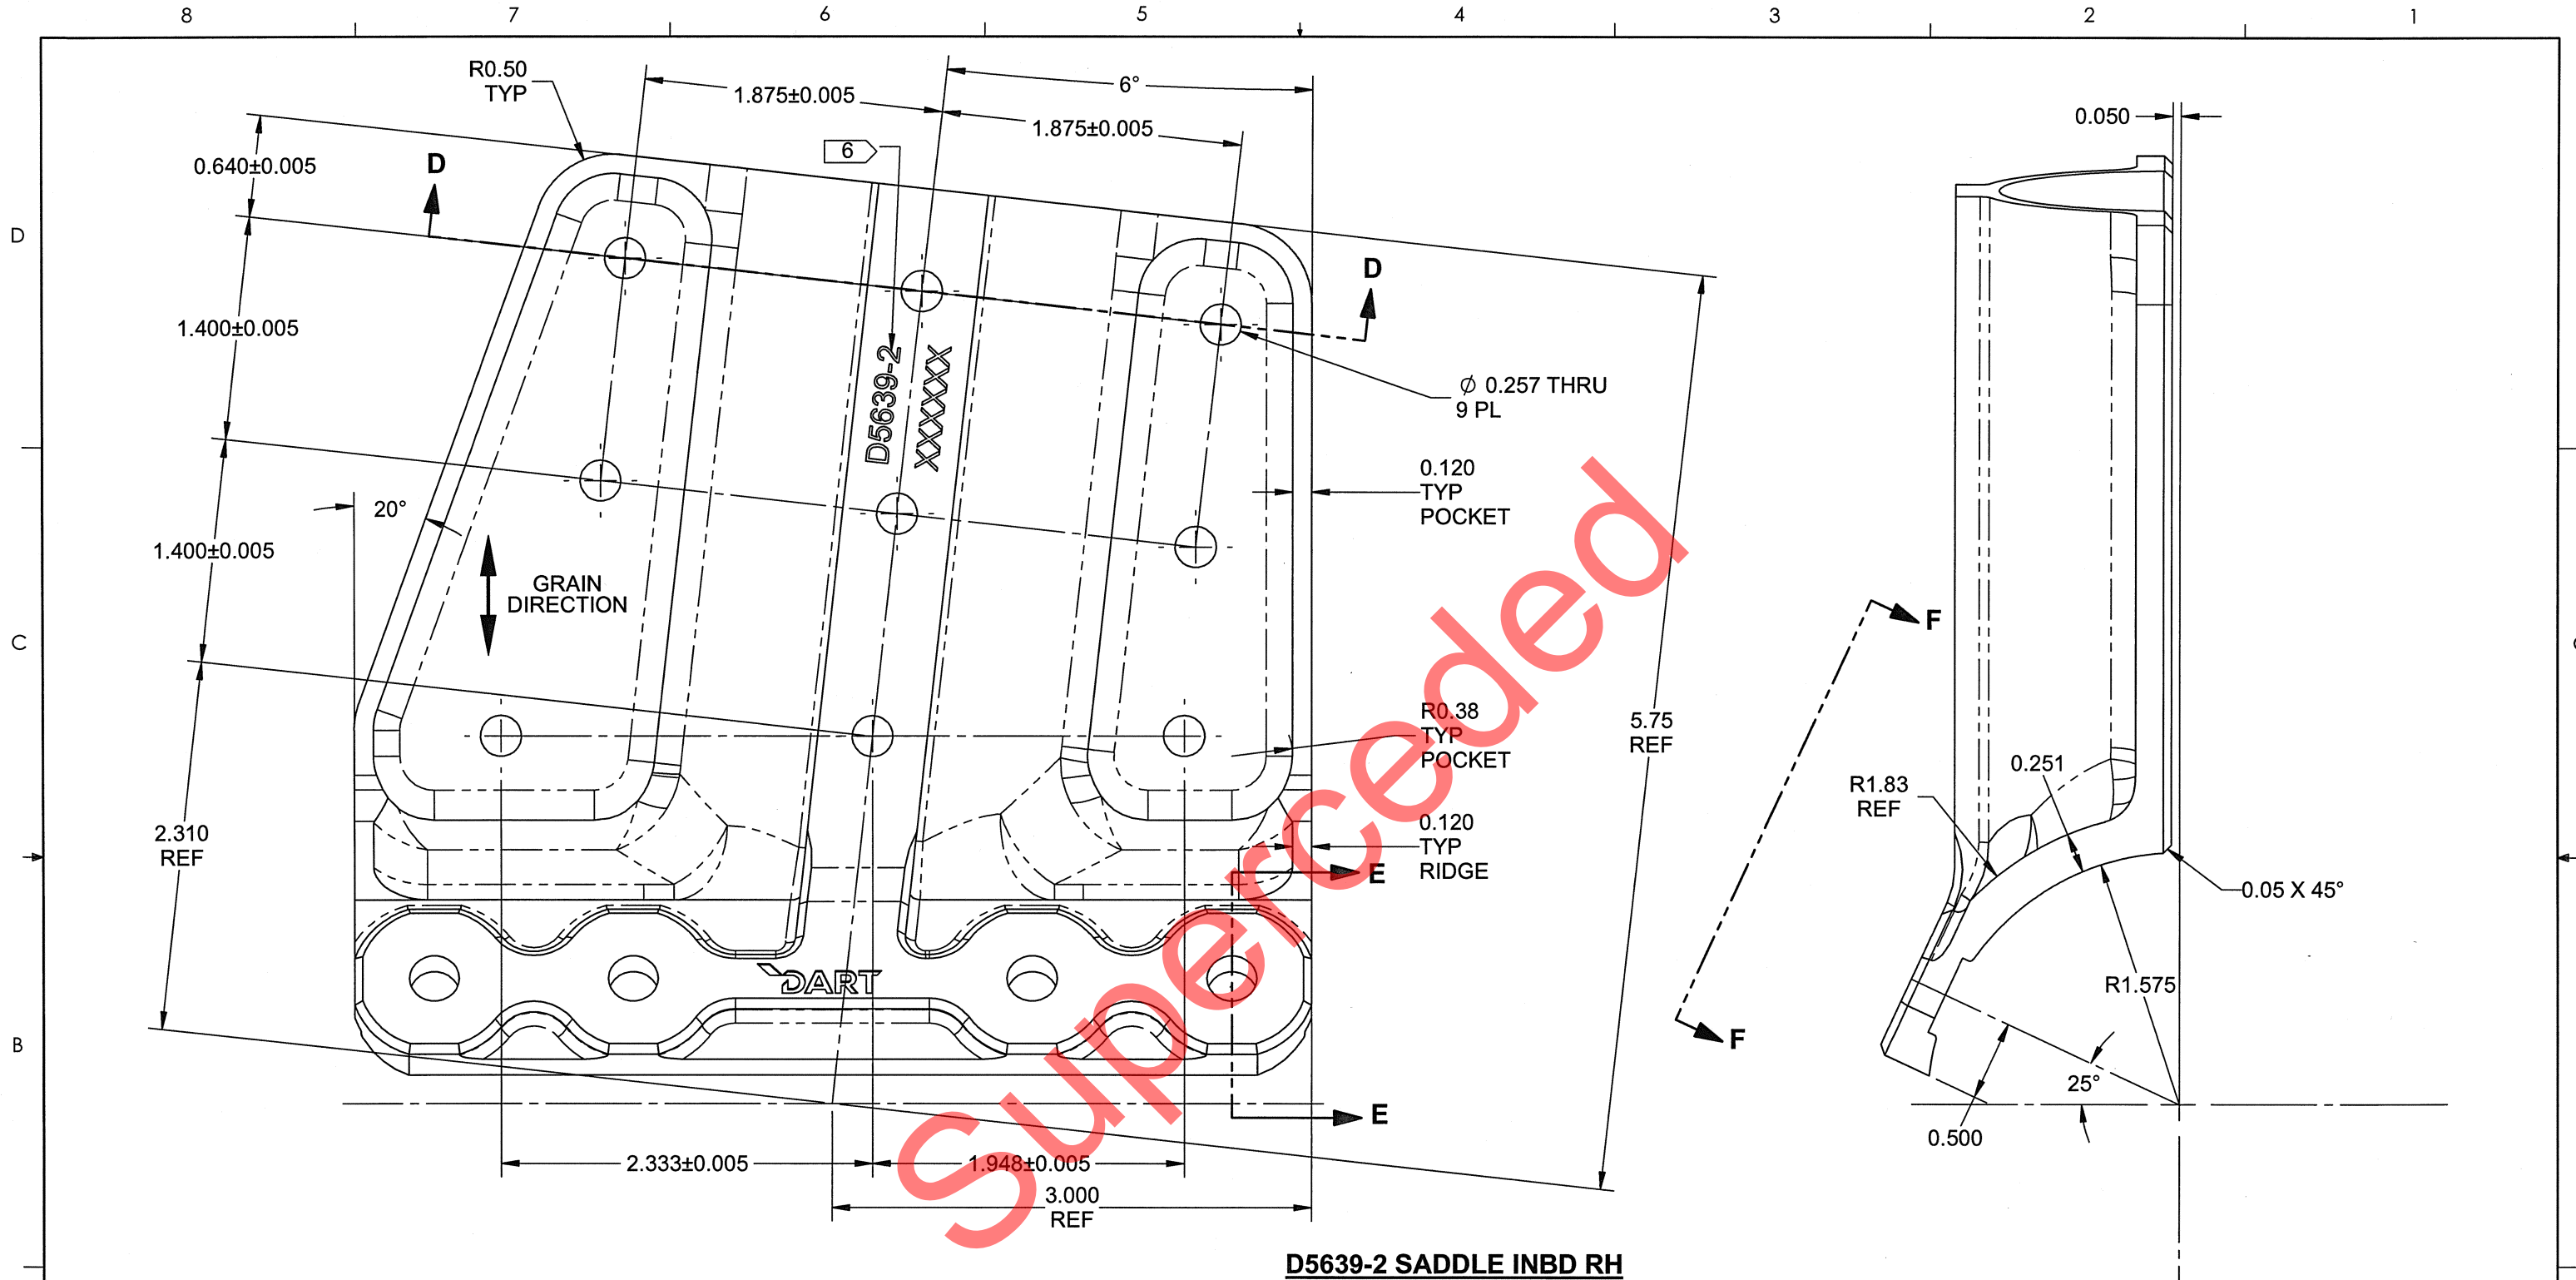 8 7 6 5 4 3 2 1
R0.50
TYP
1.875±0.005
6°
1.875±0.005
0.050
0.640±0.005
6
D
D
D
D
1.400±0.005
D5639-2
XXXXXX
Ø 0.257 THRU
9 PL
0.120
TYP
POCKET
20°
1.400±0.005
GRAIN
DIRECTION
C
F
R0.38
TYP
POCKET
5.75
REF
0.251
R1.83
REF
2.310
REF
0.120
TYP
RIDGE
E
0.05 X 45°
DART
R1.575
F
B
25°
E
0.500
2.333±0.005
1.948±0.005
3.000
REF
Superceded
D5639-2 SADDLE INBD RH